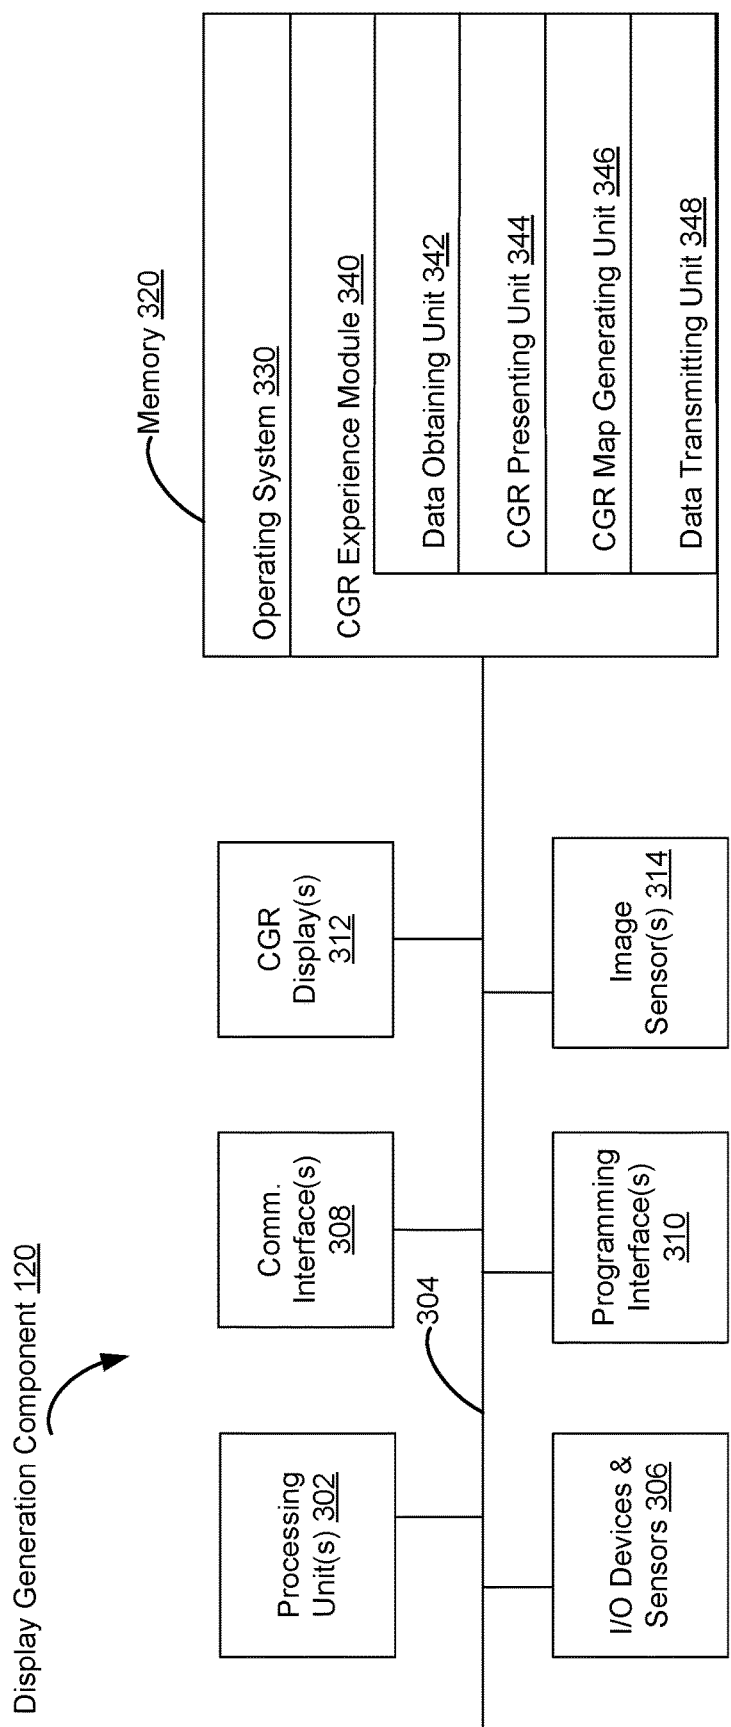 Display Generation Component 120
Processing
Unit(s) 302
Comm.
Interface(s)
308
CGR
Display(s)
312
304
I/O Devices &
Sensors 306
Programming
Interface(s)
310
Image
Sensor(s) 314
Memory 320
Operating System 330
CGR Experience Module 340
Data Obtaining Unit 342
CGR Presenting Unit 344
CGR Map Generating Unit 346
Data Transmitting Unit 348